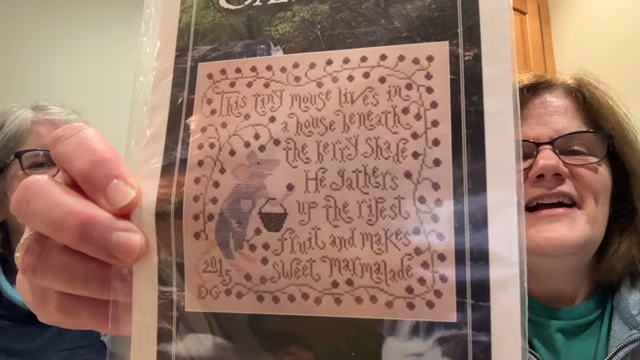 This tiny mouse lives in
a house beneath
the berry shade
He gathers
up the ripest
fruit and makes
sweet marmalade
2015
DG